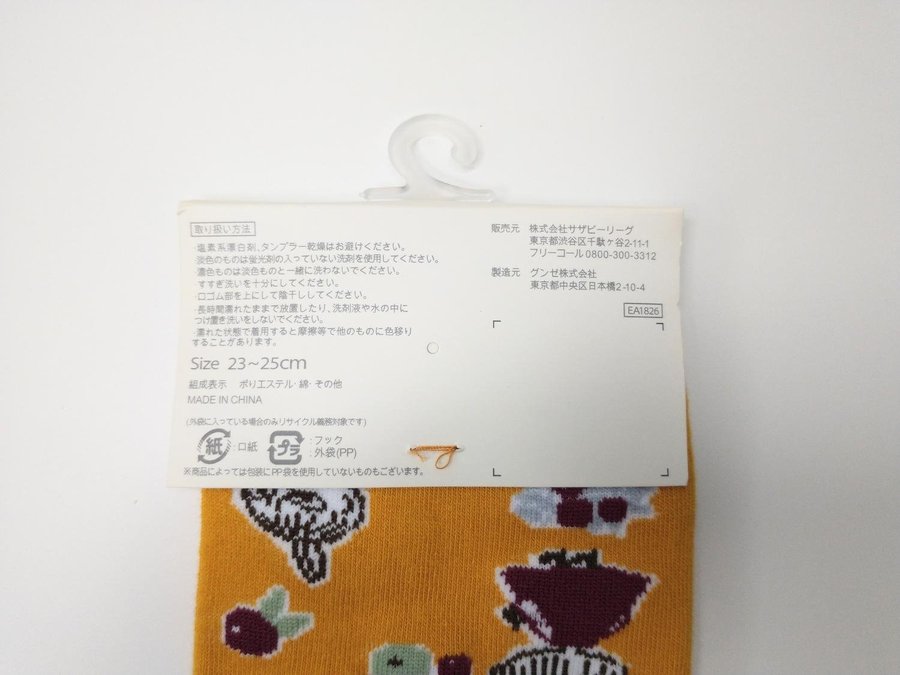 取り扱い方法
・塩素系漂白剤、タンブラー乾燥はお避けください。
・淡色のものは蛍光剤の入っていない洗剤を使用してください。
・濃色ものは淡色ものと一緒に洗わないでください。
・すすぎ洗いを十分にしてください。
・口ゴム部を上にして陰干ししてください。
・長時間濡れたままで放置したり、洗剤液や水の中に
つけ置き洗いをしないでください。
・濡れた状態で着用すると摩擦等で他のものに色移り
することがあります。
Size 23~25cm
組成表示 ポリエステル・綿・その他
MADE IN CHINA
(外袋に入っている場合のみリサイクル義務対象です)
紙 :口紙
プラ :フック
:外袋(PP)
※商品によっては包装にPP袋を使用していないものもございます。
販売元 株式会社サザビーリーグ
東京都渋谷区千駄ヶ谷2-11-1
フリーコール 0800-300-3312
製造元 グンゼ株式会社
東京都中央区日本橋2-10-4
EA1826